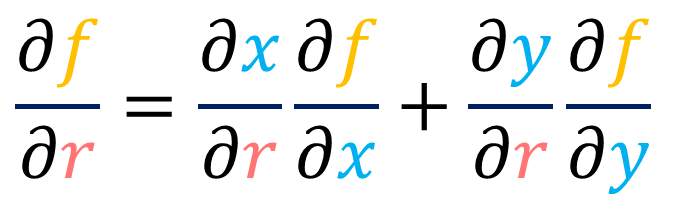 ∂f/∂r = ∂x/∂r ∂f/∂x + ∂y/∂r ∂f/∂y